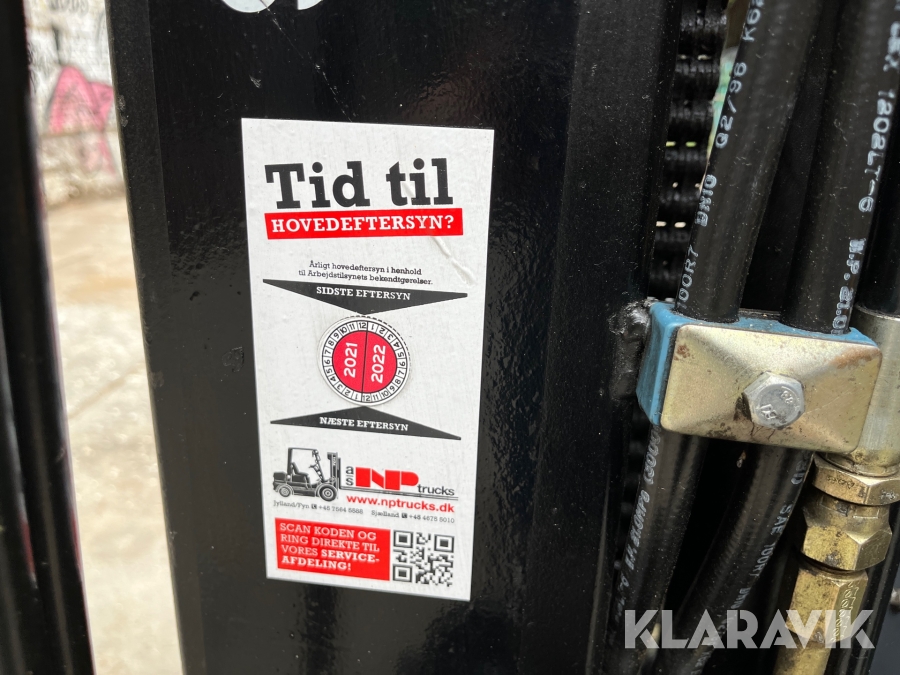 Tid til
HOVEDEFTERSYN?
Årligt hovedeftersyn i henhold
til Arbejdstilsynets bekendtgørelser.
SIDSTE EFTERSYN
2021
2022
NÆSTE EFTERSYN
as NP trucks
www.nptrucks.dk
SCAN KODEN OG
RING DIREKTE TIL
VORES SERVICE-
AFDELING!
KLARAVIK